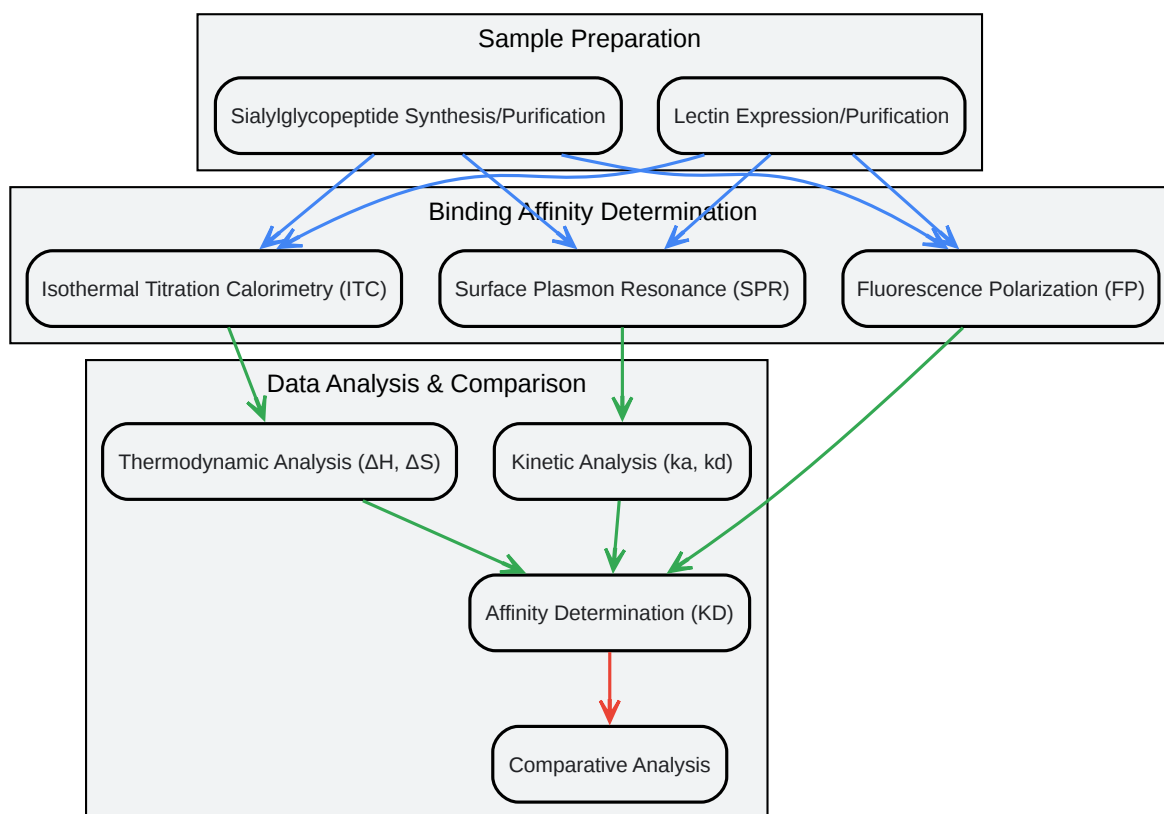 Sample Preparation
Sialylglycopeptide Synthesis/Purification
Lectin Expression/Purification
Binding Affinity Determination
Isothermal Titration Calorimetry (ITC)
Surface Plasmon Resonance (SPR)
Fluorescence Polarization (FP)
Data Analysis & Comparison
Thermodynamic Analysis (ΔH, ΔS)
Kinetic Analysis (ka, kd)
Affinity Determination (KD)
Comparative Analysis